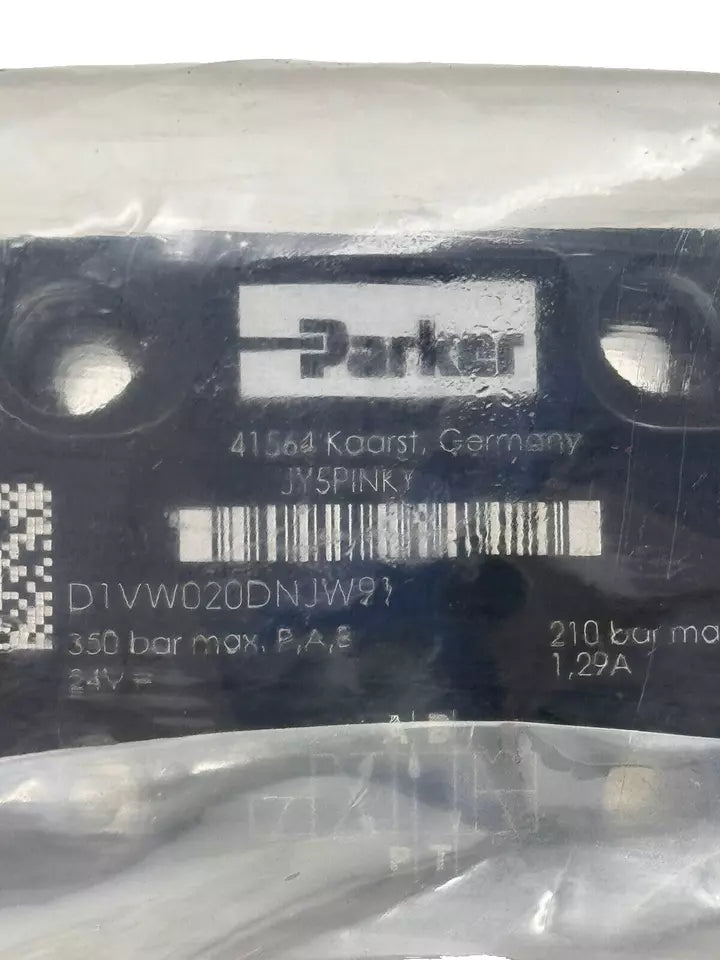 Parker
41564 Kaarst, Germany
JY5PINKY
D1VW020DNJW91
350 bar max. P,A,B
210 bar ma
24V =
1,29A
A B
P T